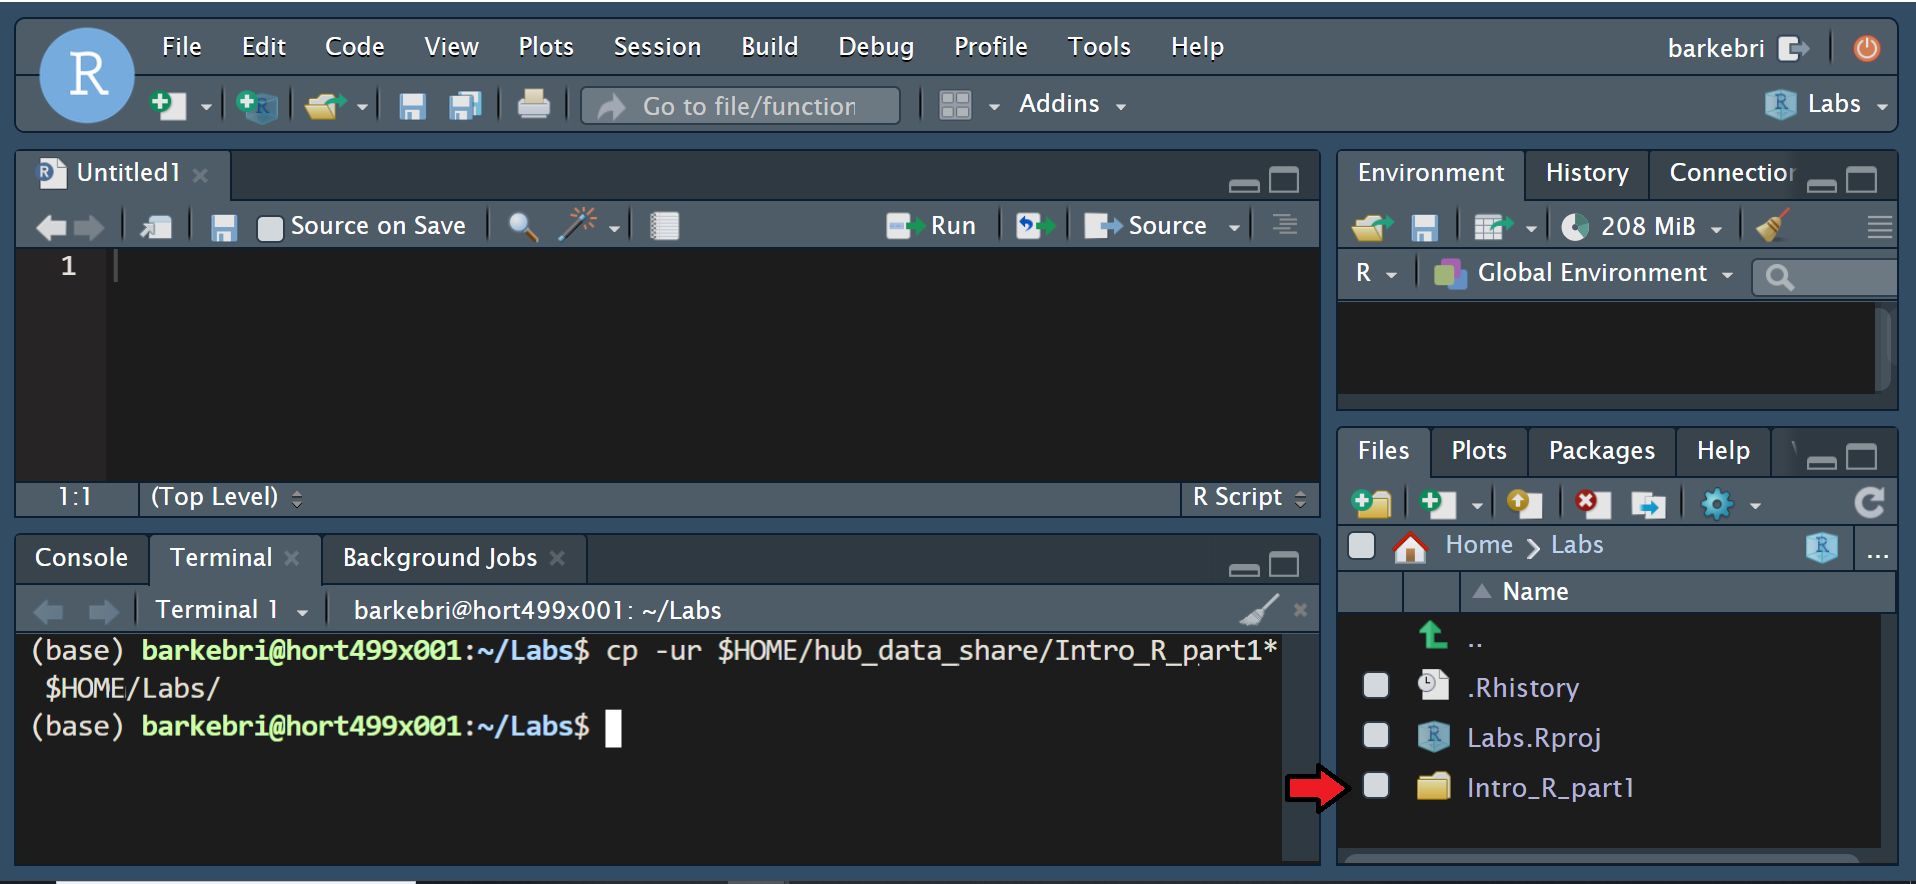 R
File Edit Code View Plots Session Build Debug Profile Tools Help
barkebri
Go to file/function
Addins
Labs
Untitled1
Source on Save
Run
Source
1
1:1
(Top Level)
R Script
Console
Terminal
Background Jobs
Terminal 1
barkebri@hort499x001: ~/Labs
(base) barkebri@hort499x001:~/Labs$ cp -ur $HOME/hub_data_share/Intro_R_part1*
$HOME/Labs/
(base) barkebri@hort499x001:~/Labs$
Environment
History
Connection
208 MiB
R
Global Environment
Files
Plots
Packages
Help
Home
Labs
...
Name
..
.Rhistory
Labs.Rproj
Intro_R_part1